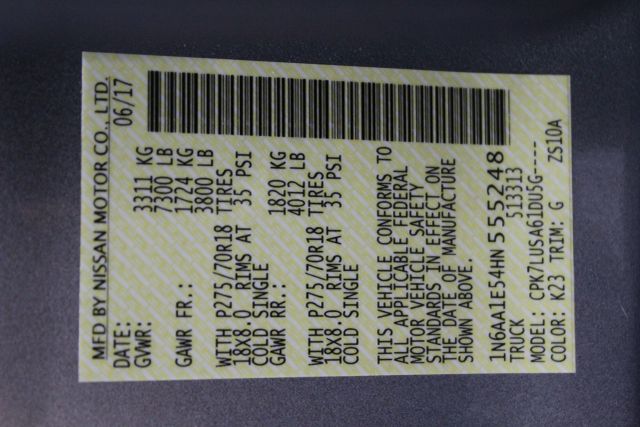 MFD BY NISSAN MOTOR CO., LTD.
DATE: 06/17
GVWR: 3311 KG
7300 LB
GAWR FR.: 1724 KG
3800 LB
WITH P275/70R18 TIRES
18X8.0 RIMS AT 35 PSI
COLD SINGLE
GAWR RR.: 1820 KG
4012 LB
WITH P275/70R18 TIRES
18X8.0 RIMS AT 35 PSI
COLD SINGLE
THIS VEHICLE CONFORMS TO
ALL APPLICABLE FEDERAL
MOTOR VEHICLE SAFETY
STANDARDS IN EFFECT ON
THE DATE OF MANUFACTURE
SHOWN ABOVE.
1N6AA1E54HN555248
TRUCK 513313
MODEL: CPK7LUSA61DU5G----
COLOR: K23 TRIM: G ZS10A